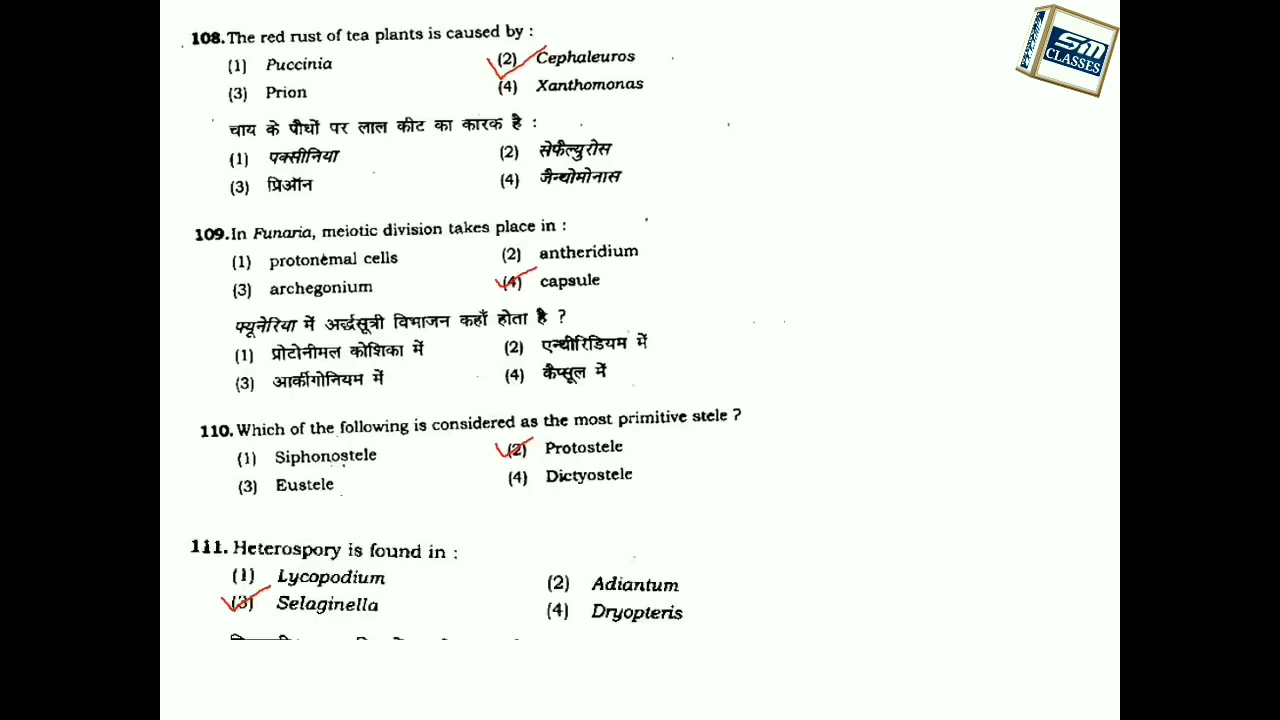 SM
CLASSES
108. The red rust of tea plants is caused by :
(1) Puccinia (2) Cephaleuros
(3) Prion (4) Xanthomonas
चाय के पौधों पर लाल कीट का कारक है :
(1) पक्सीनिया (2) सेफैल्युरोस
(3) प्रिऑन (4) जैन्थोमोनास
109. In Funaria, meiotic division takes place in :
(1) protonemal cells (2) antheridium
(3) archegonium (4) capsule
फ्यूनेरिया में अर्द्धसूत्री विभाजन कहाँ होता है ?
(1) प्रोटोनीमल कोशिका में (2) एन्थीरिडियम में
(3) आर्कीगोनियम में (4) कैप्सूल में
110. Which of the following is considered as the most primitive stele ?
(1) Siphonostele (2) Protostele
(3) Eustele (4) Dictyostele
111. Heterospory is found in :
(1) Lycopodium (2) Adiantum
(3) Selaginella (4) Dryopteris